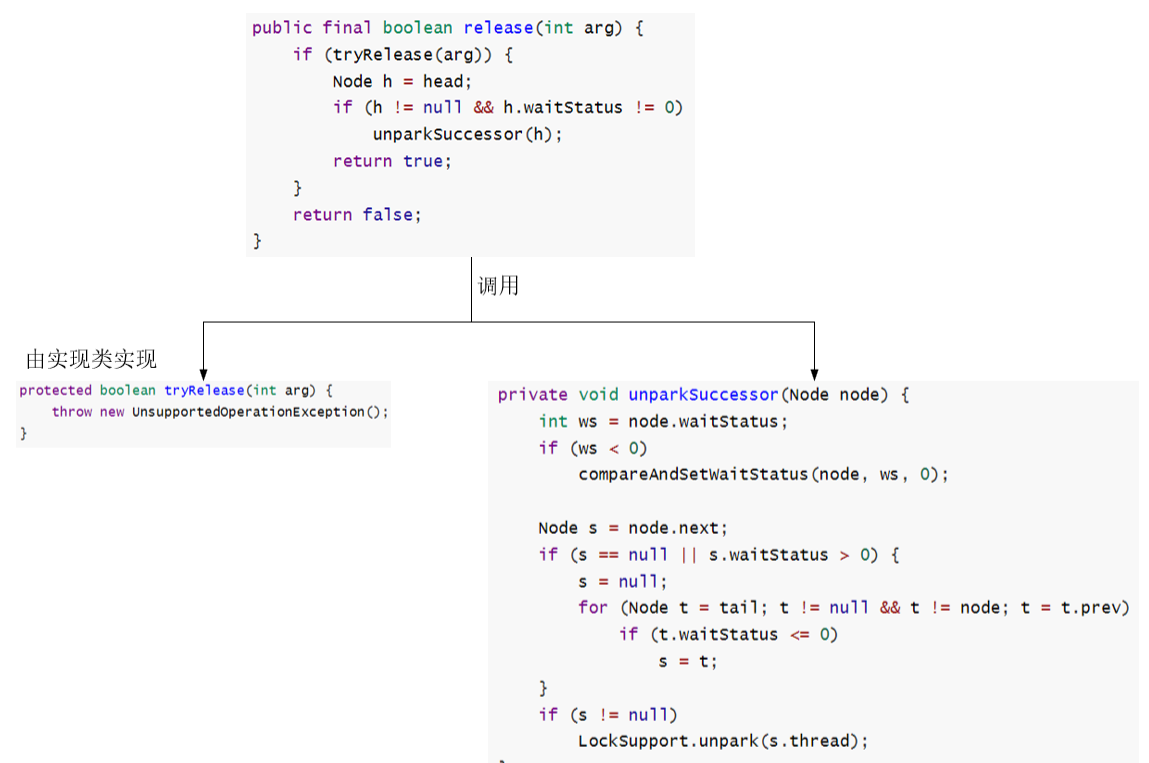 public final boolean release(int arg) {
    if (tryRelease(arg)) {
        Node h = head;
        if (h != null && h.waitStatus != 0)
            unparkSuccessor(h);
        return true;
    }
    return false;
}
调用
由实现类实现
protected boolean tryRelease(int arg) {
    throw new UnsupportedOperationException();
}
private void unparkSuccessor(Node node) {
    int ws = node.waitStatus;
    if (ws < 0)
        compareAndSetWaitStatus(node, ws, 0);
    Node s = node.next;
    if (s == null || s.waitStatus > 0) {
        s = null;
        for (Node t = tail; t != null && t != node; t = t.prev)
            if (t.waitStatus <= 0)
                s = t;
    }
    if (s != null)
        LockSupport.unpark(s.thread);